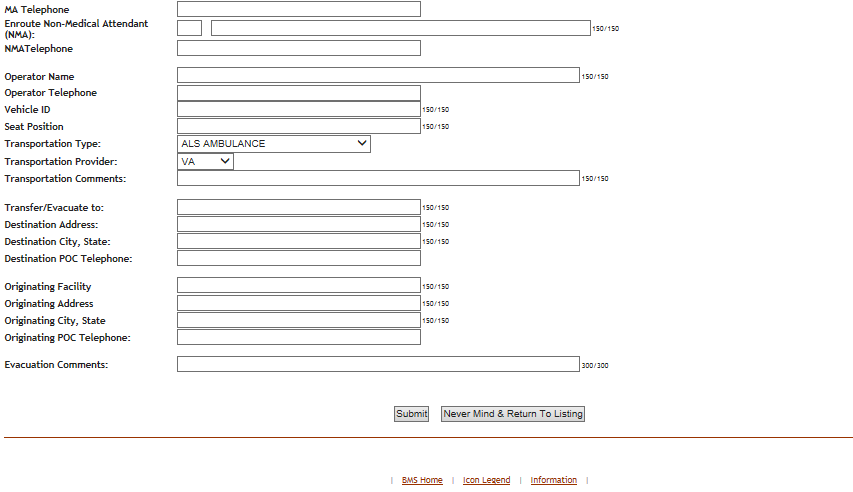 MA Telephone
Enroute Non-Medical Attendant
(NMA): 150/150
NMATelephone
Operator Name 150/150
Operator Telephone
Vehicle ID 150/150
Seat Position 150/150
Transportation Type: ALS AMBULANCE
Transportation Provider: VA
Transportation Comments: 150/150
Transfer/Evacuate to: 150/150
Destination Address: 150/150
Destination City, State: 150/150
Destination POC Telephone:
Originating Facility 150/150
Originating Address 150/150
Originating City, State 150/150
Originating POC Telephone:
Evacuation Comments: 300/300
Submit Never Mind & Return To Listing
| BMS Home | Icon Legend | Information |